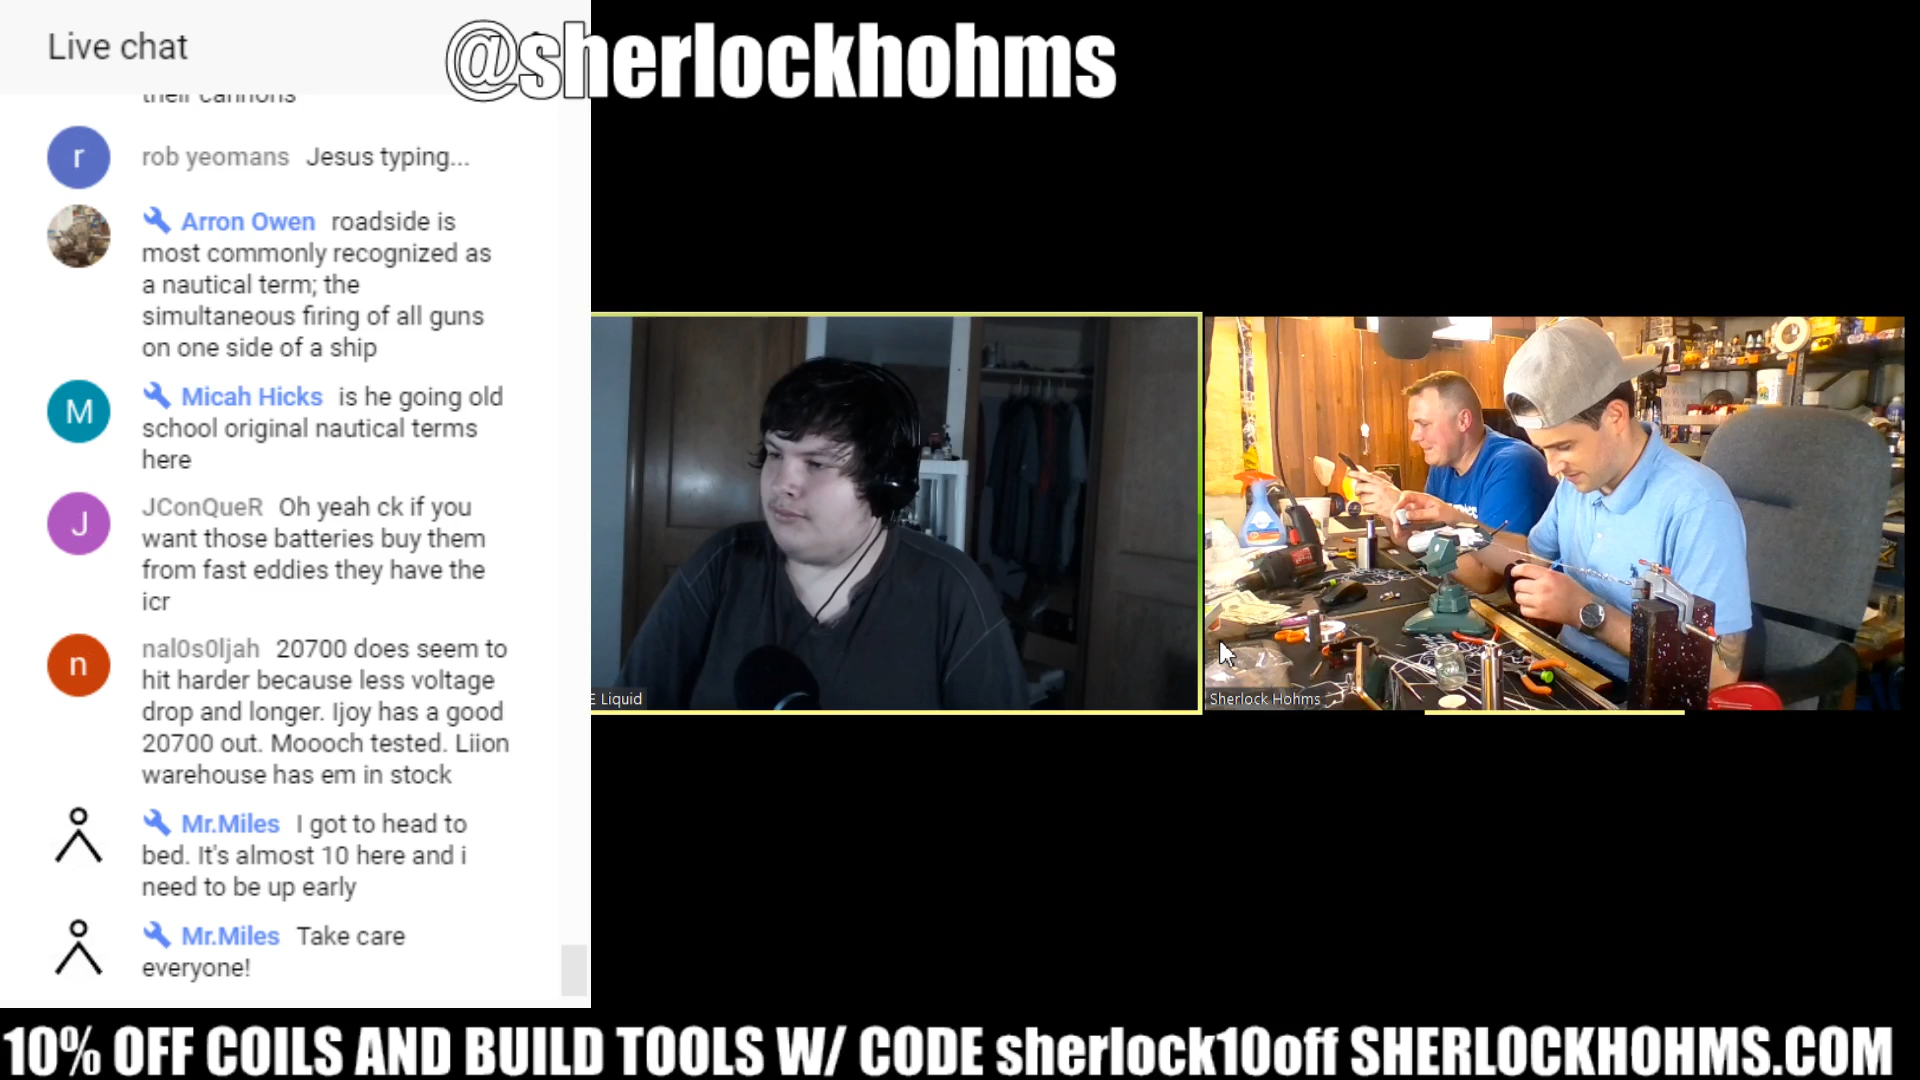 Live chat
@sherlockhohms
their cannons
r
rob yeomans Jesus typing...
Arron Owen roadside is
most commonly recognized as
a nautical term; the
simultaneous firing of all guns
on one side of a ship
M
Micah Hicks is he going old
school original nautical terms
here
J
JConQueR Oh yeah ck if you
want those batteries buy them
from fast eddies they have the
icr
n
nal0s0ljah 20700 does seem to
hit harder because less voltage
drop and longer. Ijoy has a good
20700 out. Moooch tested. Liion
warehouse has em in stock
Mr.Miles I got to head to
bed. It's almost 10 here and i
need to be up early
Mr.Miles Take care
everyone!
E Liquid
Sherlock Hohms
10% OFF COILS AND BUILD TOOLS W/ CODE sherlock10off SHERLOCKHOHMS.COM